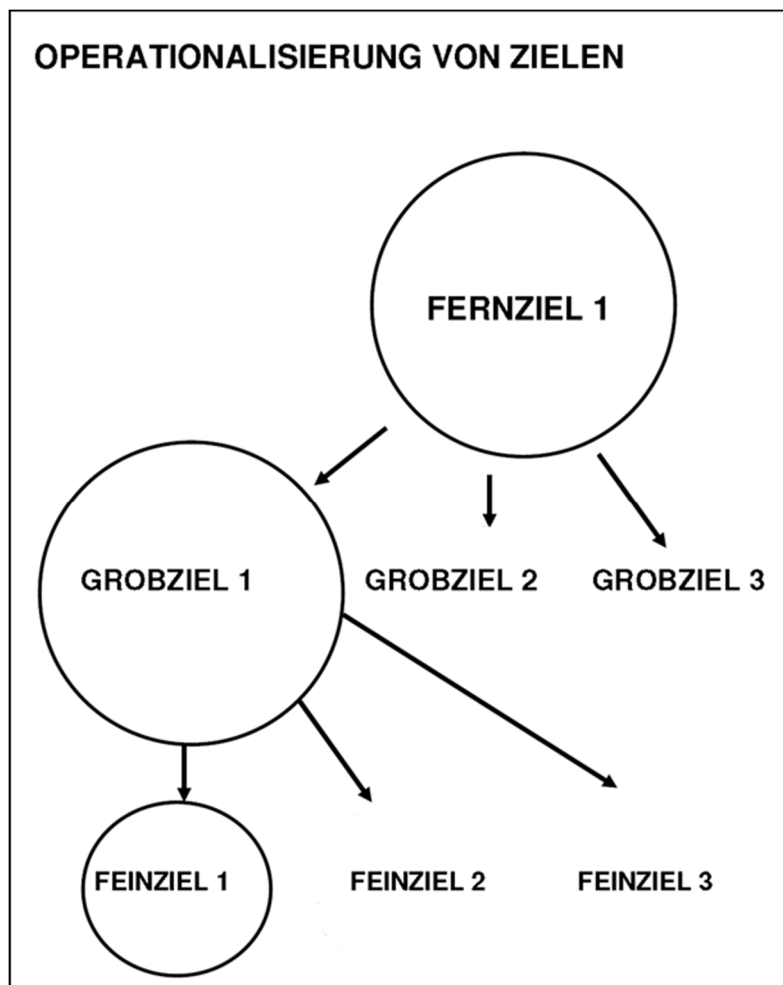 OPERATIONALISIERUNG VON ZIELEN
FERNZIEL 1
GROBZIEL 1
GROBZIEL 2
GROBZIEL 3
FEINZIEL 1
FEINZIEL 2
FEINZIEL 3